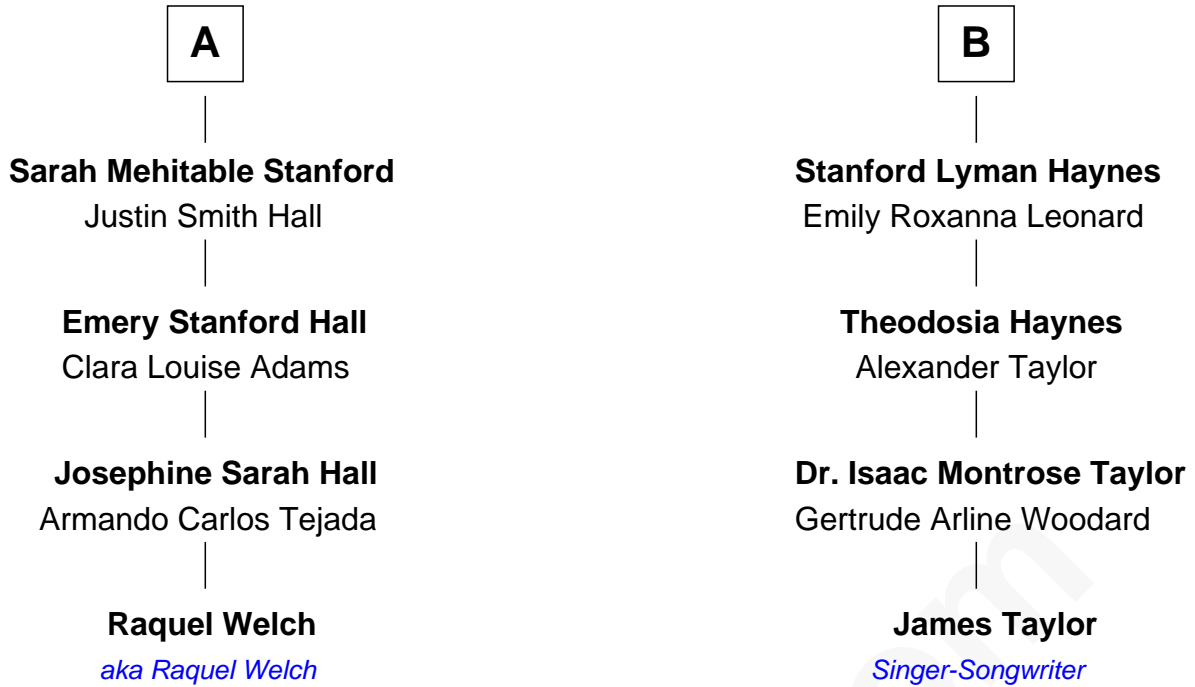 A
B
Sarah Mehitable Stanford
Justin Smith Hall
Stanford Lyman Haynes
Emily Roxanna Leonard
Emery Stanford Hall
Clara Louise Adams
Theodosia Haynes
Alexander Taylor
Josephine Sarah Hall
Armando Carlos Tejada
Dr. Isaac Montrose Taylor
Gertrude Arline Woodard
Raquel Welch
aka Raquel Welch
James Taylor
Singer-Songwriter